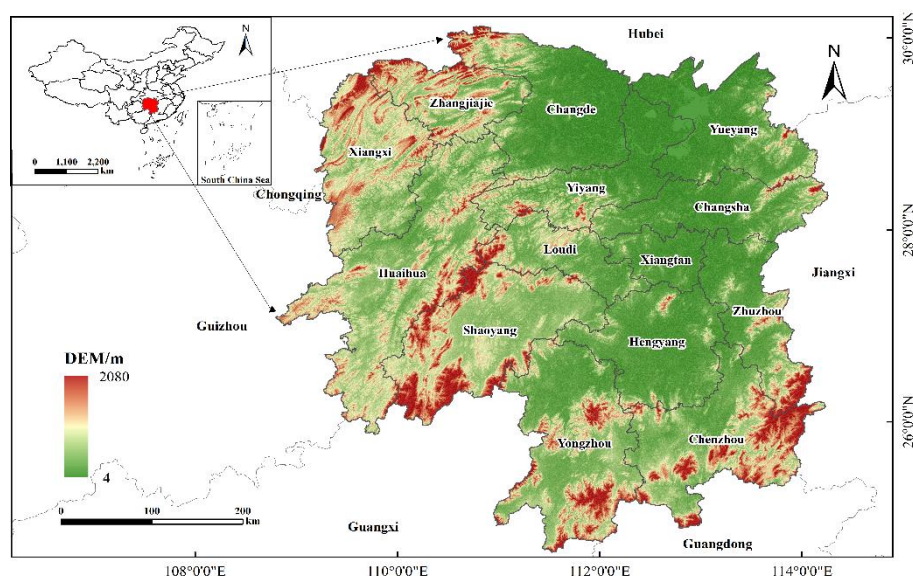 N
0 1,100 2,200
km
South China Sea
Hubei
N
30°0'0"N
28°0'0"N
26°0'0"N
Zhangjiajie
Changde
Yueyang
Xiangxi
Chongqing
Yiyang
Changsha
Loudi
Huaihua
Xiangtan
Jiangxi
Zhuzhou
Guizhou
Shaoyang
Hengyang
DEM/m
2080
4
Yongzhou
Chenzhou
0 100 200
km
Guangxi
Guangdong
108°0'0"E 110°0'0"E 112°0'0"E 114°0'0"E